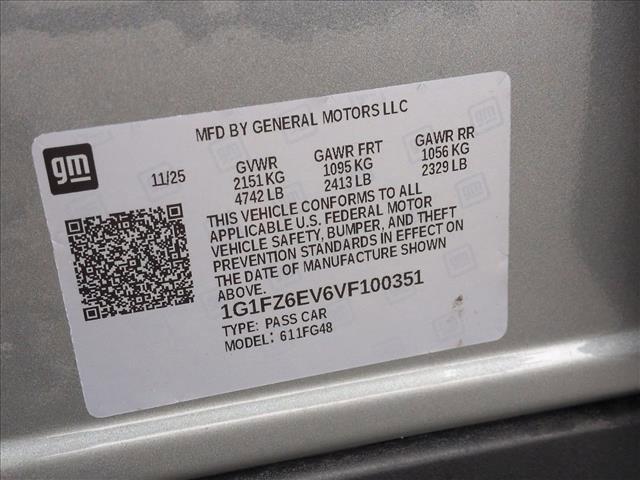 MFD BY GENERAL MOTORS LLC
gm
11/25
GVWR GAWR FRT GAWR RR
2151 KG 1095 KG 1056 KG
4742 LB 2413 LB 2329 LB
THIS VEHICLE CONFORMS TO ALL
APPLICABLE U.S. FEDERAL MOTOR
VEHICLE SAFETY, BUMPER, AND THEFT
PREVENTION STANDARDS IN EFFECT ON
THE DATE OF MANUFACTURE SHOWN
ABOVE.
1G1FZ6EV6VF100351
TYPE: PASS CAR
MODEL: 611FG48